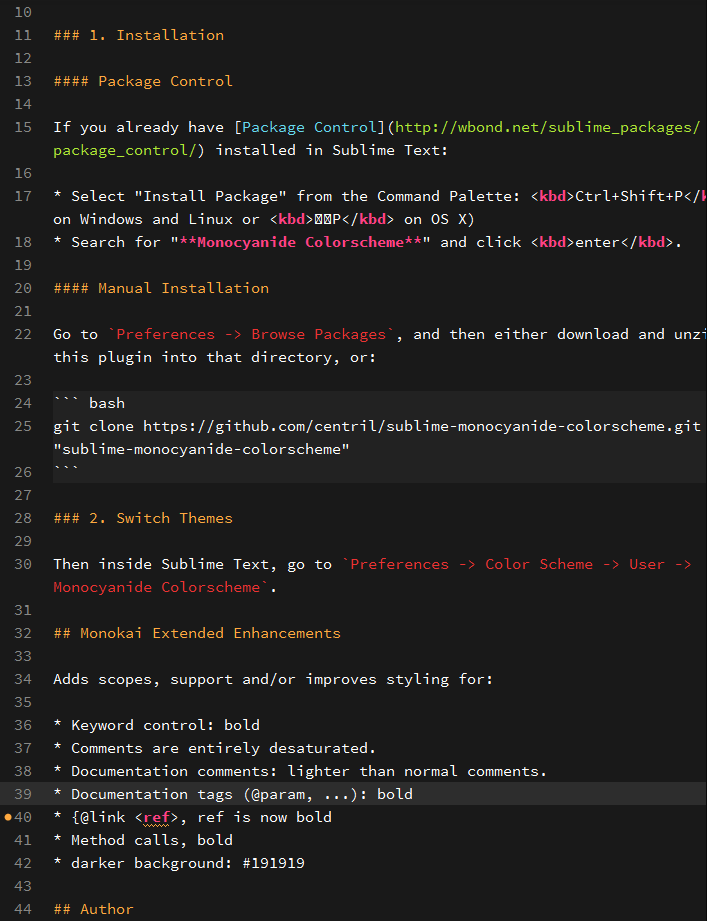 10
11 ### 1. Installation
12
13 #### Package Control
14
15 If you already have [Package Control](http://wbond.net/sublime_packages/
package_control/) installed in Sublime Text:
16
17 * Select "Install Package" from the Command Palette: <kbd>Ctrl+Shift+P</k
on Windows and Linux or <kbd>P</kbd> on OS X)
18 * Search for "**Monocyanide Colorscheme**" and click <kbd>enter</kbd>.
19
20 #### Manual Installation
21
22 Go to `Preferences -> Browse Packages`, and then either download and unzi
this plugin into that directory, or:
23
24 ``` bash
25 git clone https://github.com/centril/sublime-monocyanide-colorscheme.git
"sublime-monocyanide-colorscheme"
26 ```
27
28 ### 2. Switch Themes
29
30 Then inside Sublime Text, go to `Preferences -> Color Scheme -> User ->
Monocyanide Colorscheme`.
31
32 ## Monokai Extended Enhancements
33
34 Adds scopes, support and/or improves styling for:
35
36 * Keyword control: bold
37 * Comments are entirely desaturated.
38 * Documentation comments: lighter than normal comments.
39 * Documentation tags (@param, ...): bold
40 * {@link <ref>, ref is now bold
41 * Method calls, bold
42 * darker background: #191919
43
44 ## Author